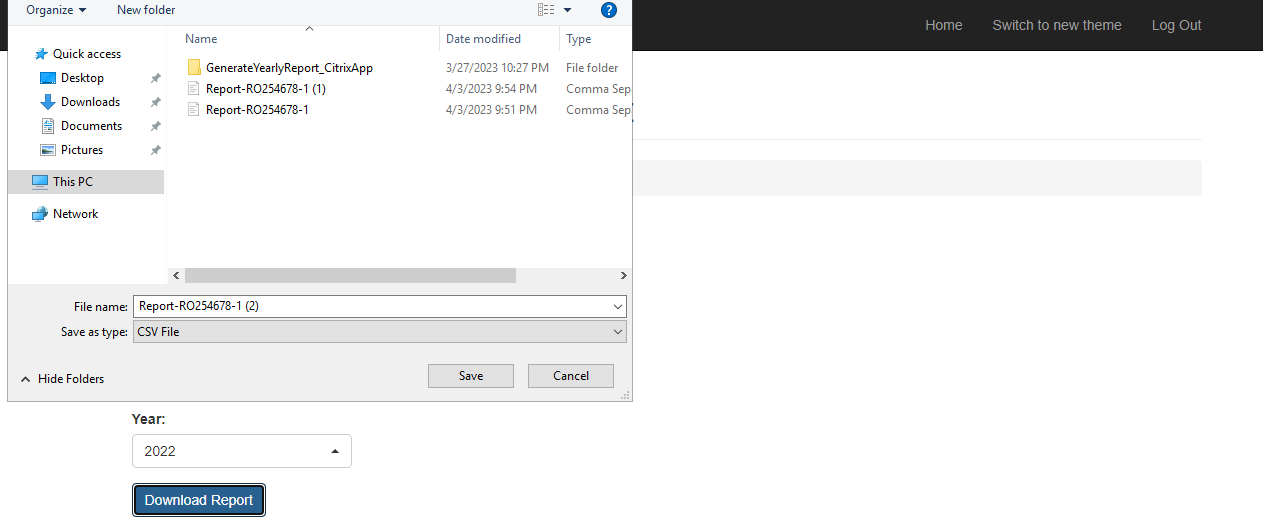 Organize
New folder
Home
Switch to new theme
Log Out
Name
Date modified
Type
Quick access
Desktop
Downloads
Documents
Pictures
This PC
Network
GenerateYearlyReport_CitrixApp 3/27/2023 10:27 PM File folder
Report-RO254678-1 (1) 4/3/2023 9:54 PM Comma Sep
Report-RO254678-1 4/3/2023 9:51 PM Comma Sep
File name: Report-RO254678-1 (2)
Save as type: CSV File
Hide Folders
Save
Cancel
Year:
2022
Download Report